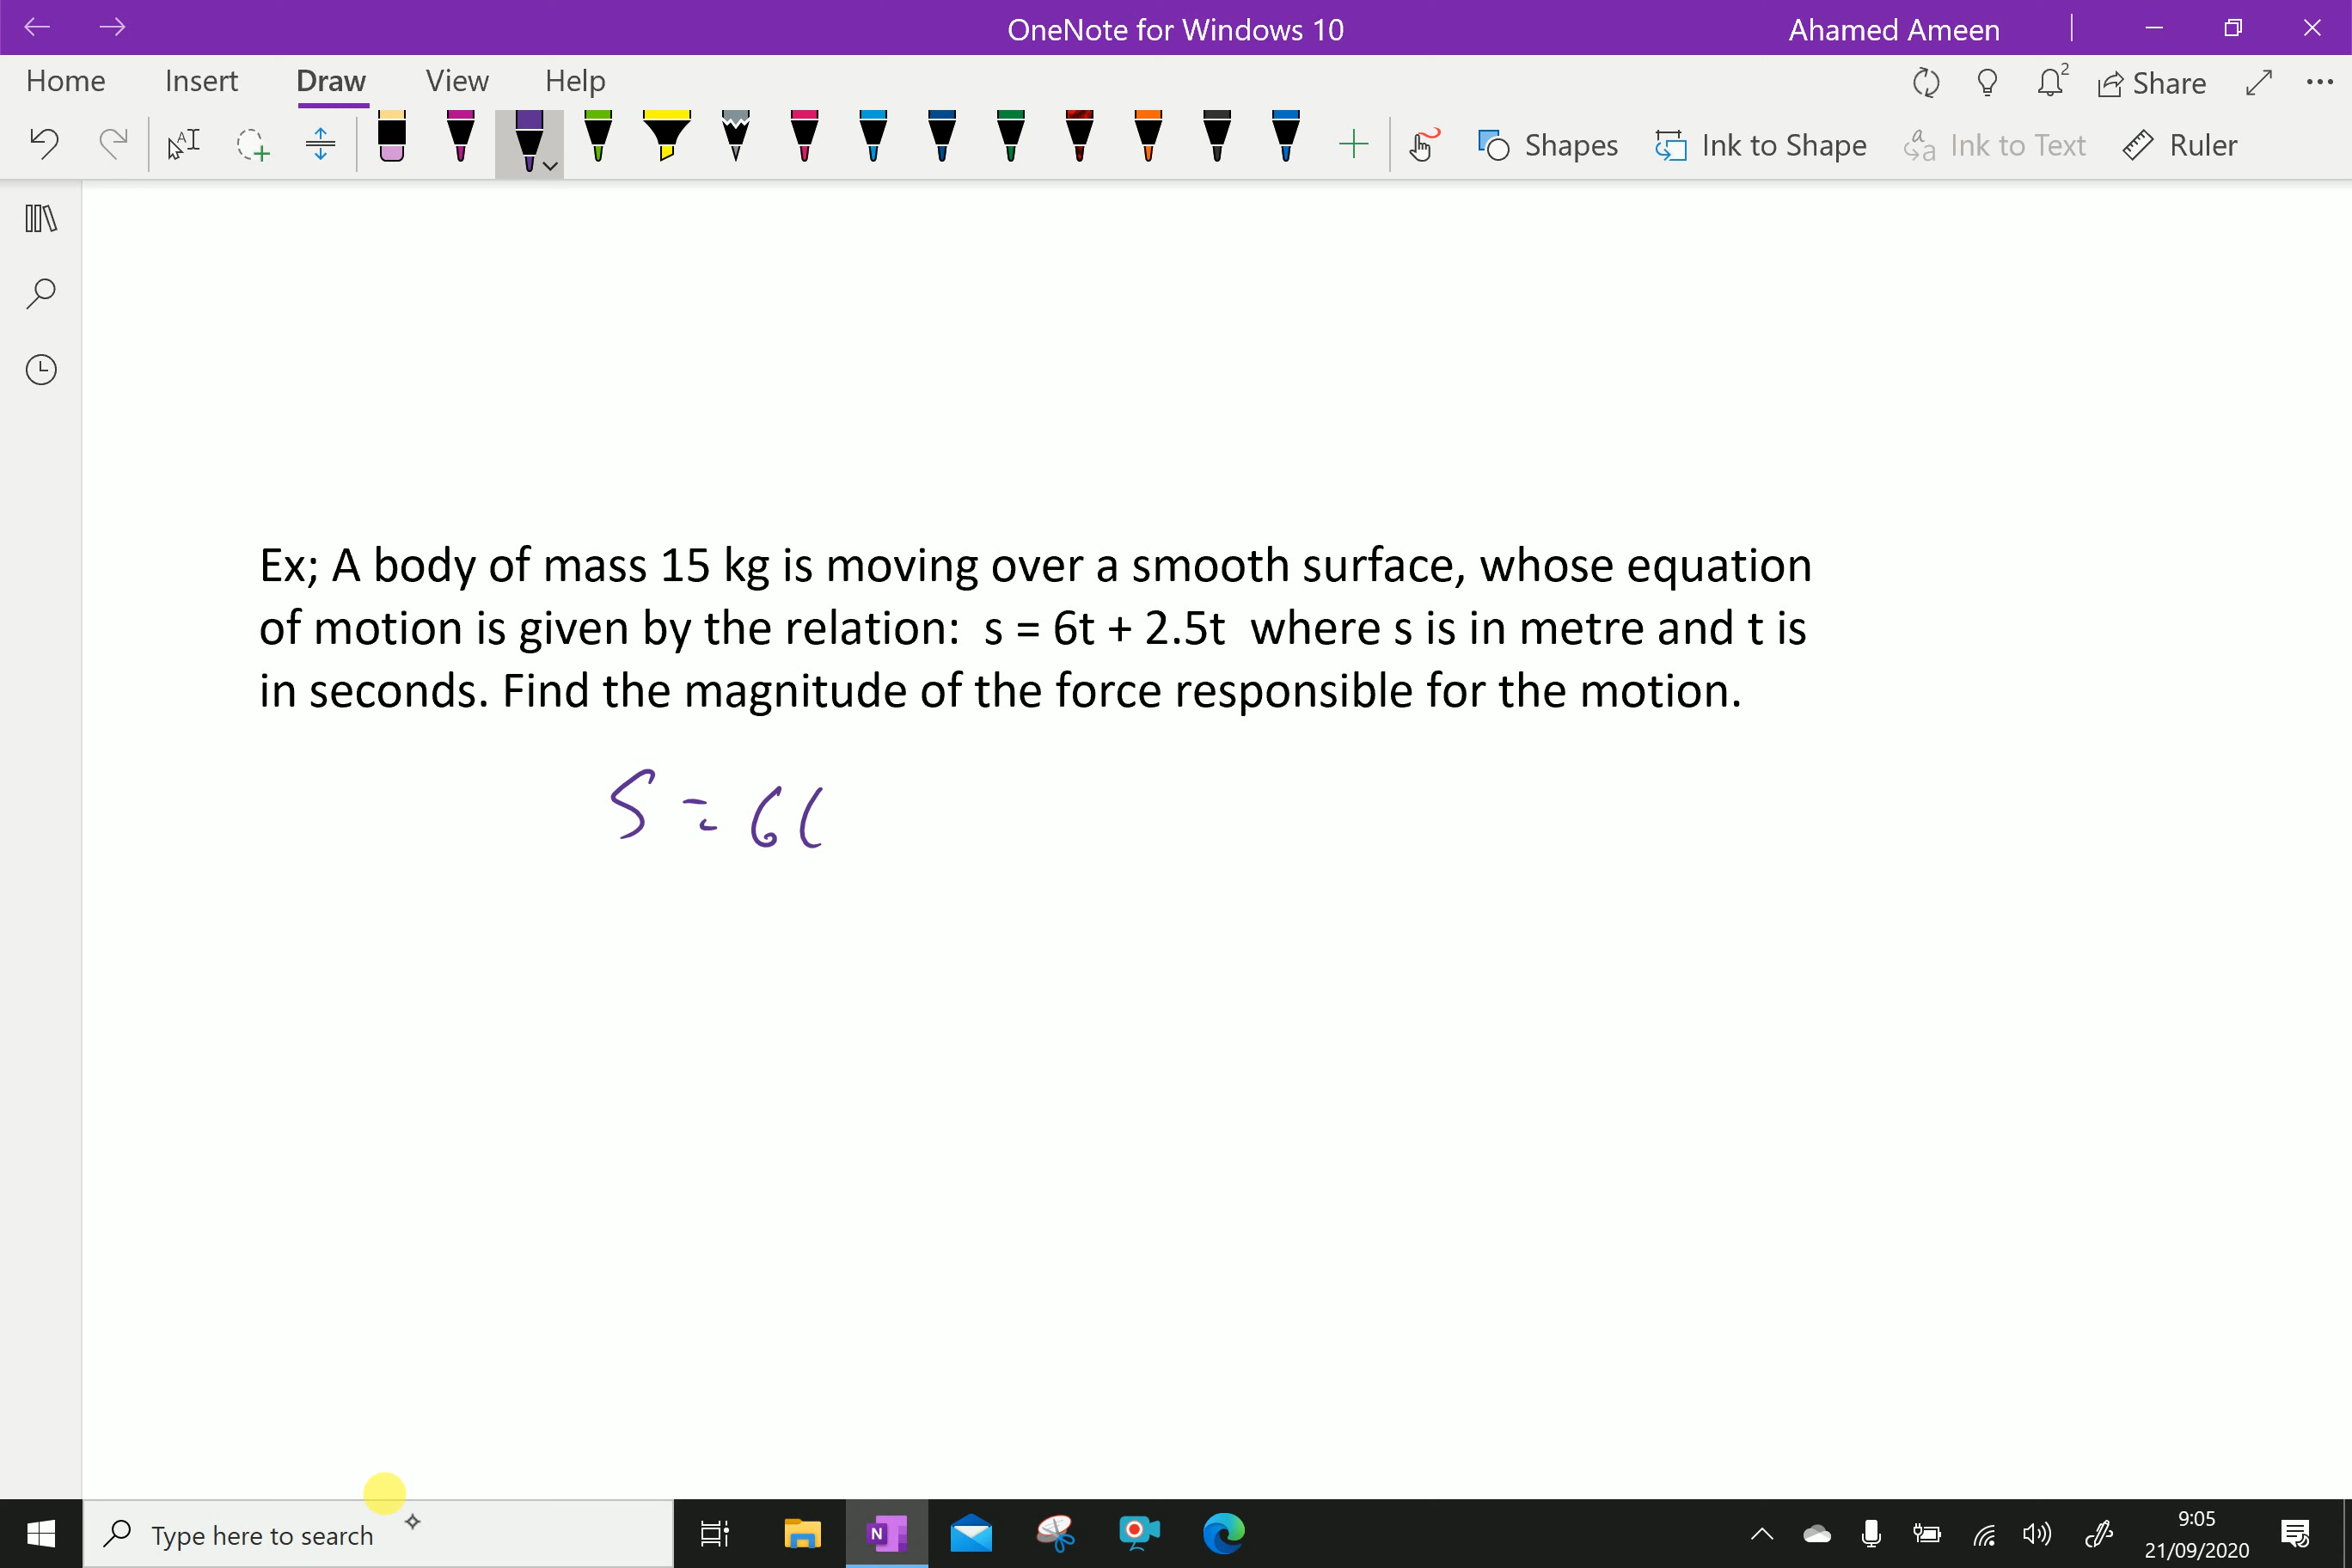 OneNote for Windows 10
Ahamed Ameen
Home Insert Draw View Help
2
Share
Shapes Ink to Shape Ink to Text Ruler
Ex; A body of mass 15 kg is moving over a smooth surface, whose equation
of motion is given by the relation: s = 6t + 2.5t where s is in metre and t is
in seconds. Find the magnitude of the force responsible for the motion.
S = 6(
Type here to search
9:05
21/09/2020